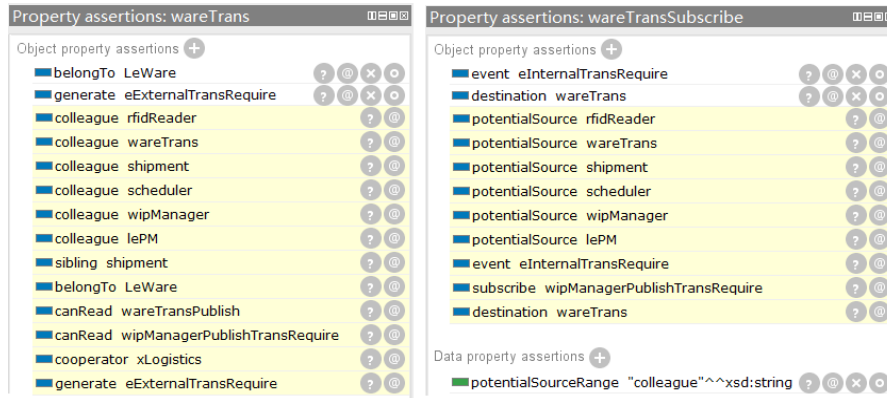 Property assertions: wareTrans
Object property assertions
belongTo LeWare
generate eExternalTransRequire
colleague rfidReader
colleague wareTrans
colleague shipment
colleague scheduler
colleague wipManager
colleague lePM
sibling shipment
belongTo LeWare
canRead wareTransPublish
canRead wipManagerPublishTransRequire
cooperator xLogistics
generate eExternalTransRequire
Property assertions: wareTransSubscribe
Object property assertions
event eInternalTransRequire
destination wareTrans
potentialSource rfidReader
potentialSource wareTrans
potentialSource shipment
potentialSource scheduler
potentialSource wipManager
potentialSource lePM
event eInternalTransRequire
subscribe wipManagerPublishTransRequire
destination wareTrans
Data property assertions
potentialSourceRange "colleague"^^xsd:string